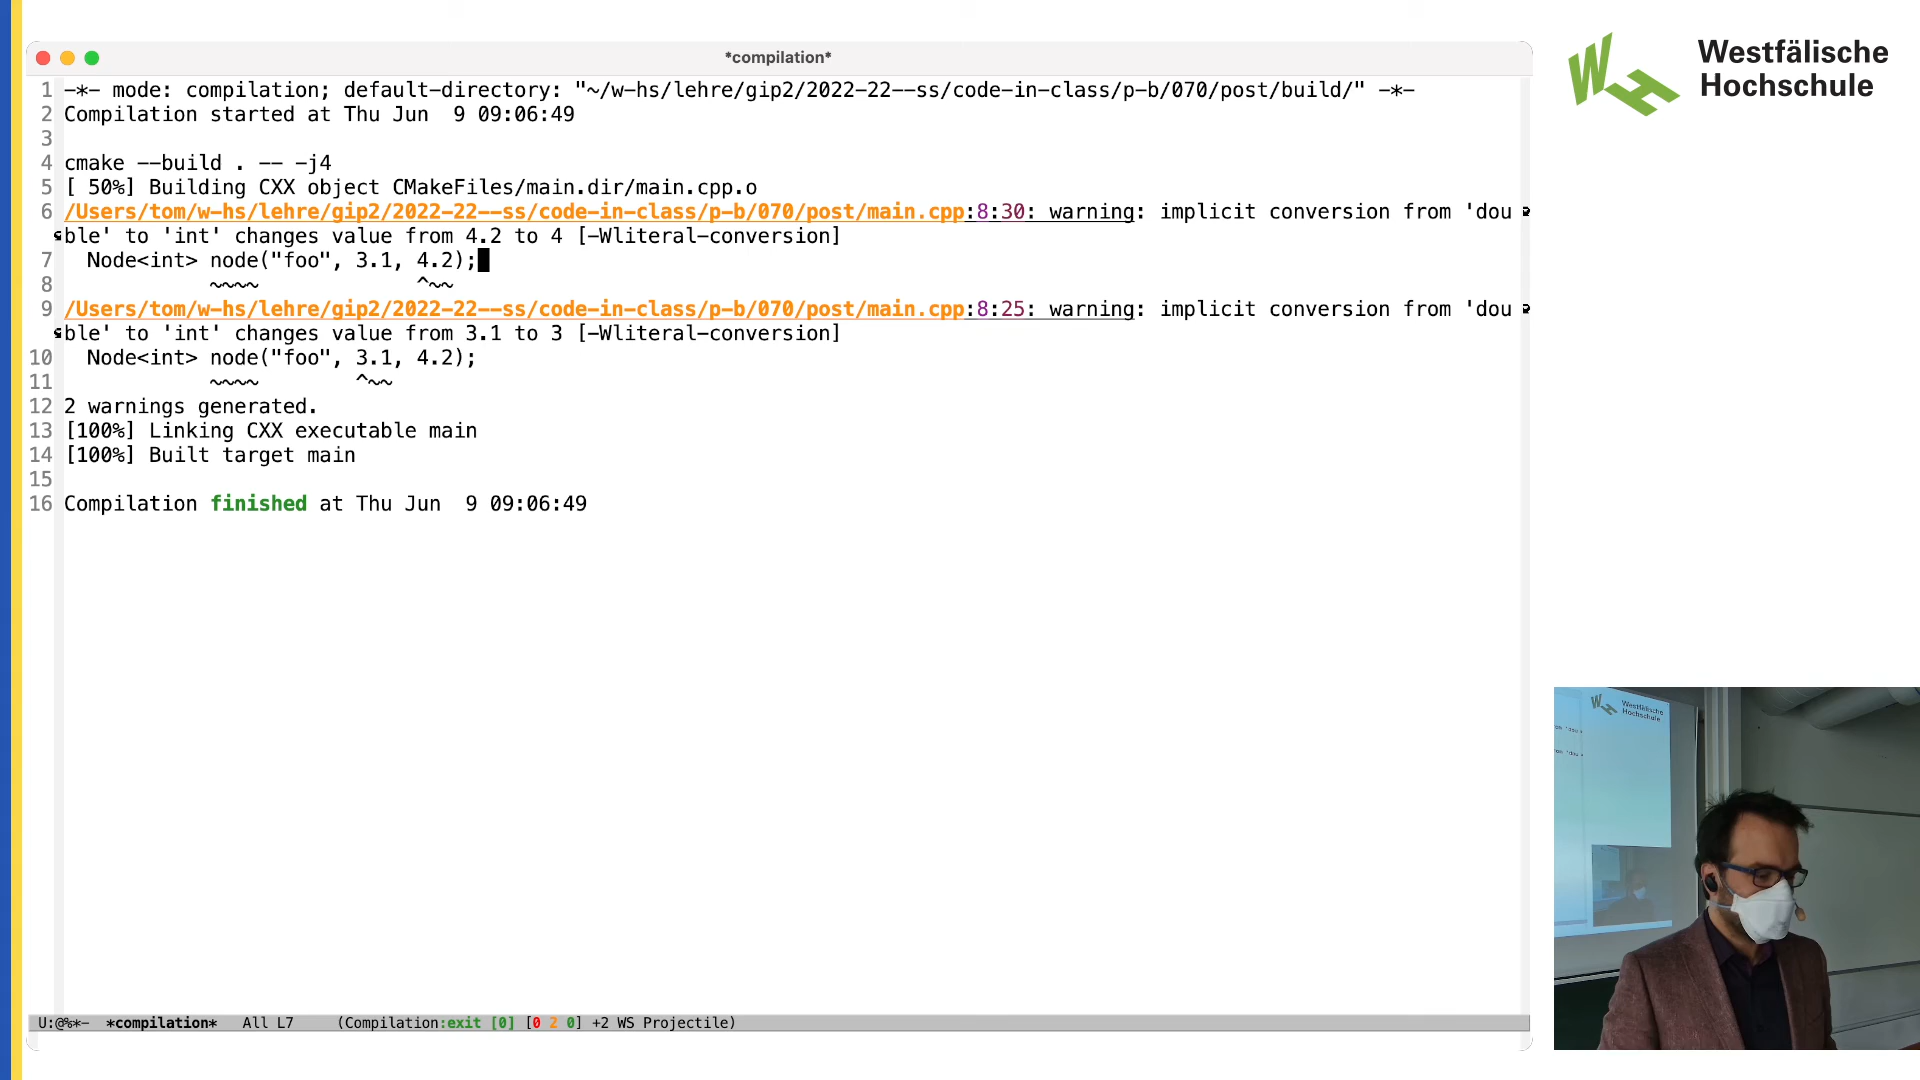 *compilation*
1 -*- mode: compilation; default-directory: "~/w-hs/lehre/gip2/2022-22--ss/code-in-class/p-b/070/post/build/" -*-
2 Compilation started at Thu Jun  9 09:06:49
3
4 cmake --build . -- -j4
5 [ 50%] Building CXX object CMakeFiles/main.dir/main.cpp.o
6 /Users/tom/w-hs/lehre/gip2/2022-22--ss/code-in-class/p-b/070/post/main.cpp:8:30: warning: implicit conversion from 'dou
ble' to 'int' changes value from 4.2 to 4 [-Wliteral-conversion]
7   Node<int> node("foo", 3.1, 4.2);
8             ~~~~             ^~~
9 /Users/tom/w-hs/lehre/gip2/2022-22--ss/code-in-class/p-b/070/post/main.cpp:8:25: warning: implicit conversion from 'dou
ble' to 'int' changes value from 3.1 to 3 [-Wliteral-conversion]
10   Node<int> node("foo", 3.1, 4.2);
11             ~~~~        ^~~
12 2 warnings generated.
13 [100%] Linking CXX executable main
14 [100%] Built target main
15
16 Compilation finished at Thu Jun  9 09:06:49
U:@%*-  *compilation*   All L7    (Compilation:exit [0] [0 2 0] +2 WS Projectile)
Westfälische
Hochschule
Westfälische
Hochschule